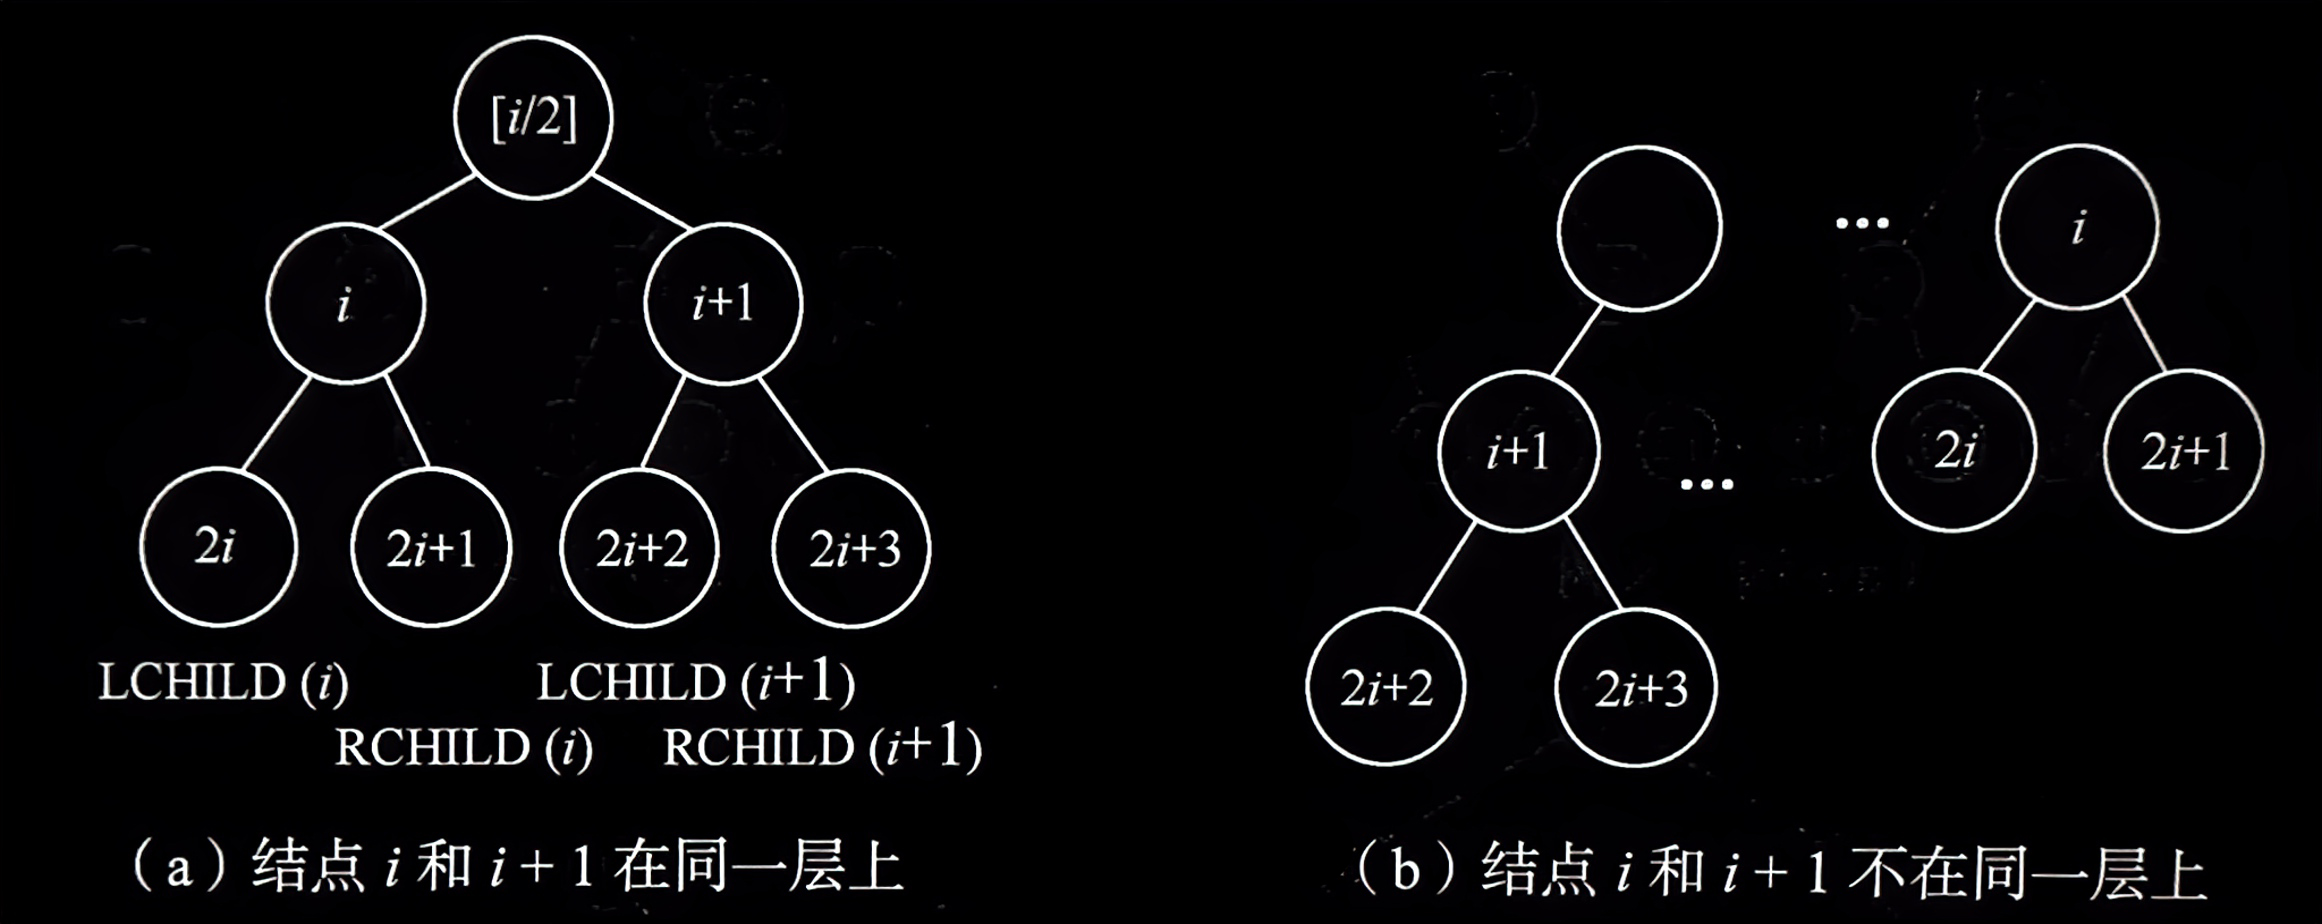 [i/2]
i
i+1
2i
2i+1
2i+2
2i+3
LCHILD (i)
LCHILD (i+1)
RCHILD (i)
RCHILD (i+1)
（a）结点 i 和 i + 1 在同一层上
...
i
i+1
...
2i
2i+1
2i+2
2i+3
（b）结点 i 和 i + 1 不在同一层上